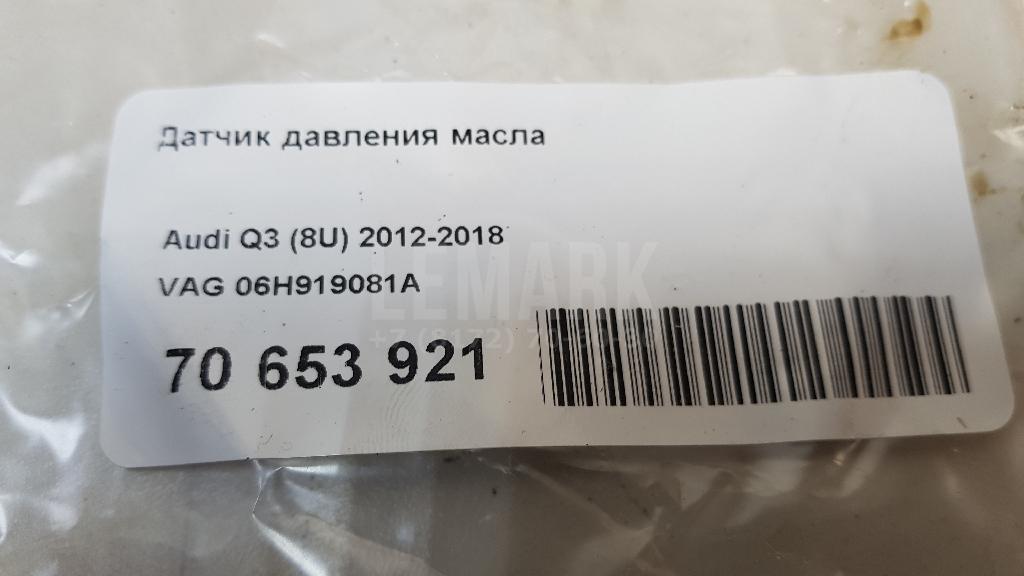 Датчик давления масла
Audi Q3 (8U) 2012-2018
VAG 06H919081A
LEMARK
70 653 921